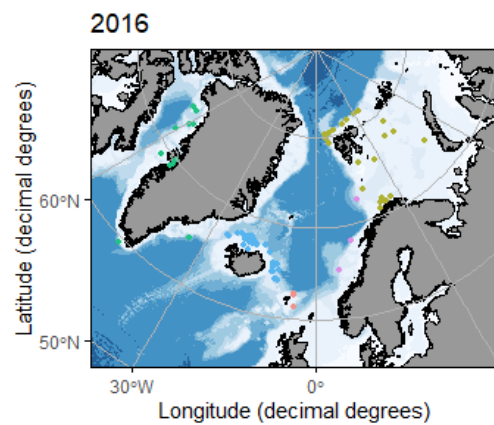 2016
Latitude (decimal degrees)
60°N
50°N
30°W
0°
Longitude (decimal degrees)